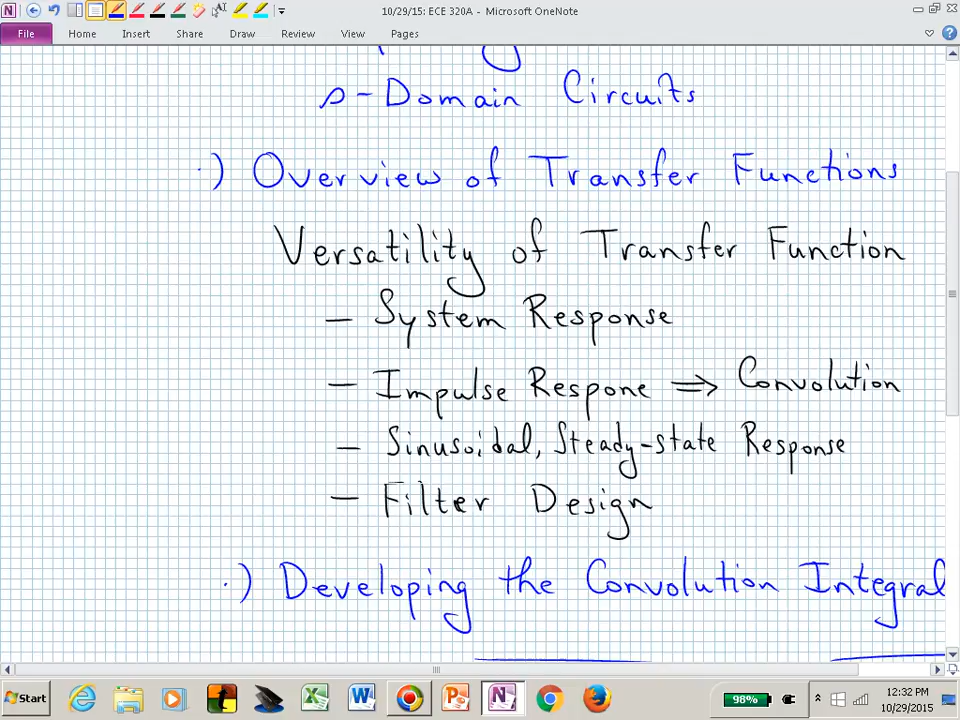 10/29/15: ECE 320A - Microsoft OneNote
File Home Insert Share Draw Review View Pages
s-Domain Circuits
.) Overview of Transfer Functions
Versatility of Transfer Function
- System Response
- Impulse Respone ⇒ Convolution
- Sinusoidal, Steady-state Response
- Filter Design
.) Developing the Convolution Integral
Start
98%
12:32 PM
10/29/2015